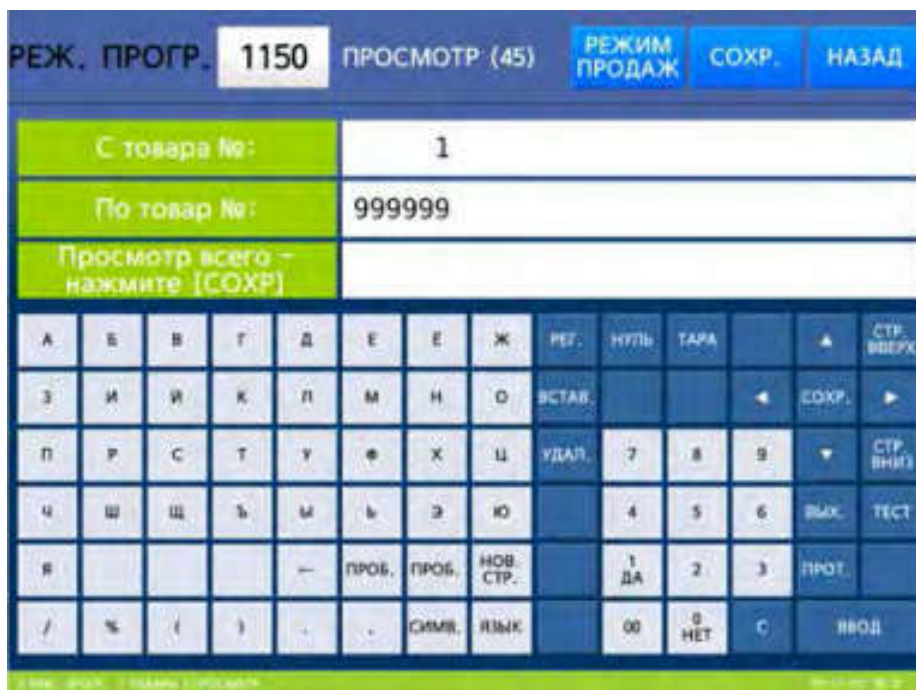 РЕЖ. ПРОГР. 1150 ПРОСМОТР (45) РЕЖИМ ПРОДАЖ СОХР. НАЗАД
С товара №: 1
По товар №: 999999
Просмотр всего -
нажмите [СОХР]
А Б В Г Д Е Ё Ж РЕГ. НУЛЬ ТАРА ▲ СТР. ВВЕРХ
З И Й К Л М Н О ВСТАВ. ◀ СОХР. ▶
П Р С Т У Ф Х Ц УДАЛ. 7 8 9 ▼ СТР. ВНИЗ
Ч Ш Щ Ъ Ы Ь Э Ю 4 5 6 ВЫХ. ТЕСТ
Я ← ПРОБ. ПРОБ. НОВ. СТР. 1 ДА 2 3 ПРОТ.
/ % ( ) СИМВ. ЯЗЫК 00 0 НЕТ С ВВОД